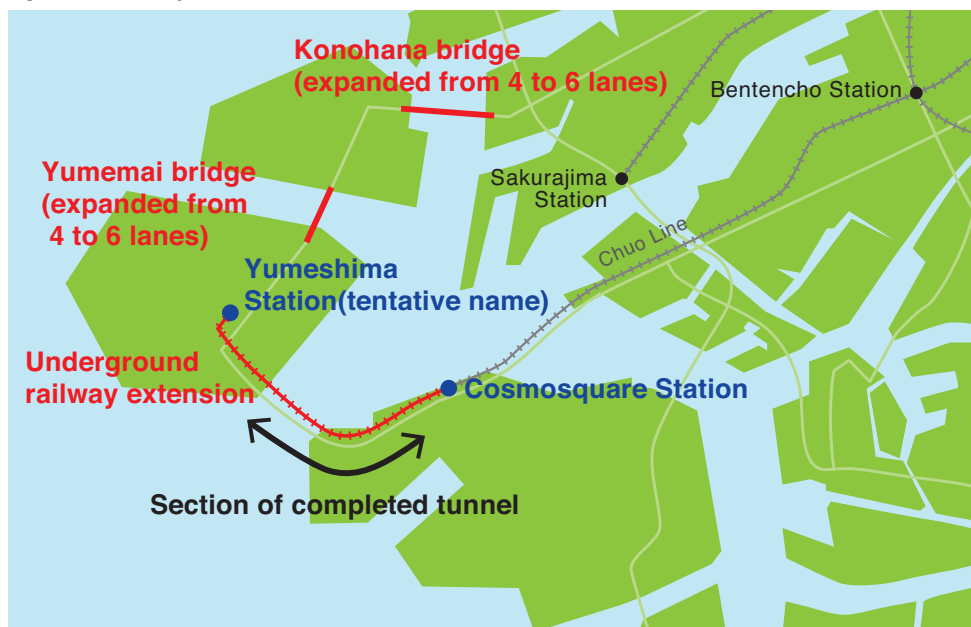 Konohana bridge
(expanded from 4 to 6 lanes)
Bentencho Station
Yumemai bridge
(expanded from
4 to 6 lanes)
Sakurajima
Station
Chuo Line
Yumeshima
Station(tentative name)
Underground
railway extension
Cosmosquare Station
Section of completed tunnel